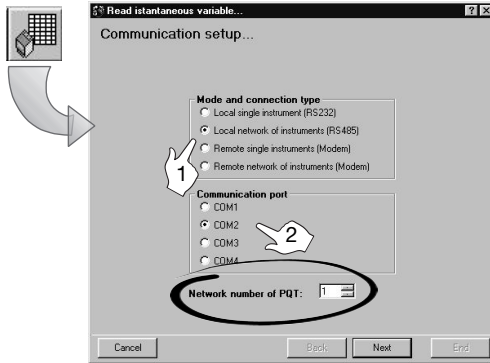 Read istantaneous variable...
Communication setup...
Mode and connection type
Local single instrument (RS232)
Local network of instruments (RS485)
Remote single instruments (Modem)
Remote network of instruments (Modem)
1
Communication port
COM1
COM2
2
COM3
COM4
Network number of PQT: 1
Cancel Back Next End